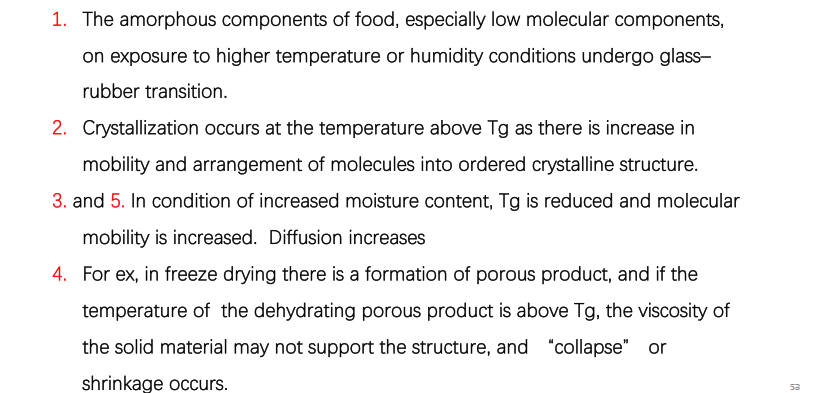 1. The amorphous components of food, especially low molecular components,
on exposure to higher temperature or humidity conditions undergo glass–
rubber transition.
2. Crystallization occurs at the temperature above Tg as there is increase in
mobility and arrangement of molecules into ordered crystalline structure.
3. and 5. In condition of increased moisture content, Tg is reduced and molecular
mobility is increased. Diffusion increases
4. For ex, in freeze drying there is a formation of porous product, and if the
temperature of the dehydrating porous product is above Tg, the viscosity of
the solid material may not support the structure, and “collapse” or
shrinkage occurs.
53